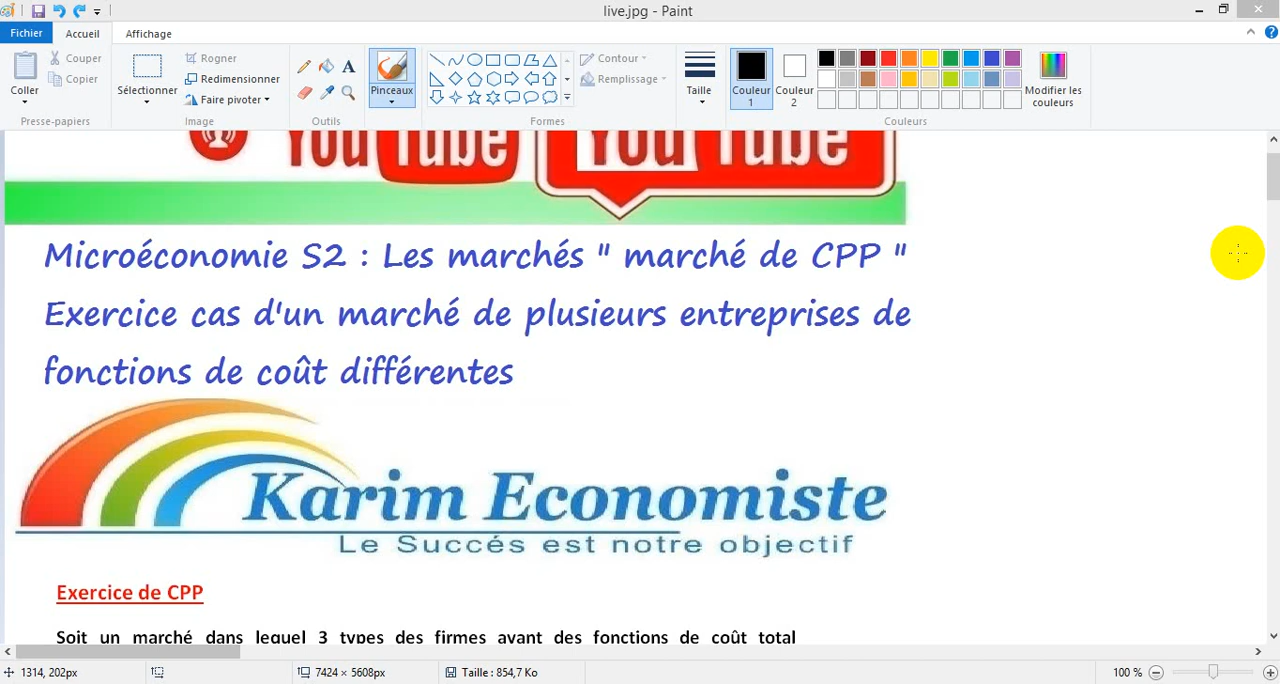 live.jpg - Paint
Fichier Accueil Affichage
Coller
Couper
Copier
Presse-papiers
Sélectionner
Rogner
Redimensionner
Faire pivoter
Image
A
Outils
Pinceaux
Contour
Remplissage
Formes
Taille
Couleur 1
Couleur 2
Modifier les couleurs
Couleurs
You Tube You Tube
Microéconomie S2 : Les marchés " marché de CPP "
Exercice cas d'un marché de plusieurs entreprises de
fonctions de coût différentes
Karim Economiste
Le Succés est notre objectif
Exercice de CPP
Soit un marché dans lequel 3 types des firmes ayant des fonctions de coût total
1314, 202px 7424 × 5608px Taille : 854,7 Ko 100 %